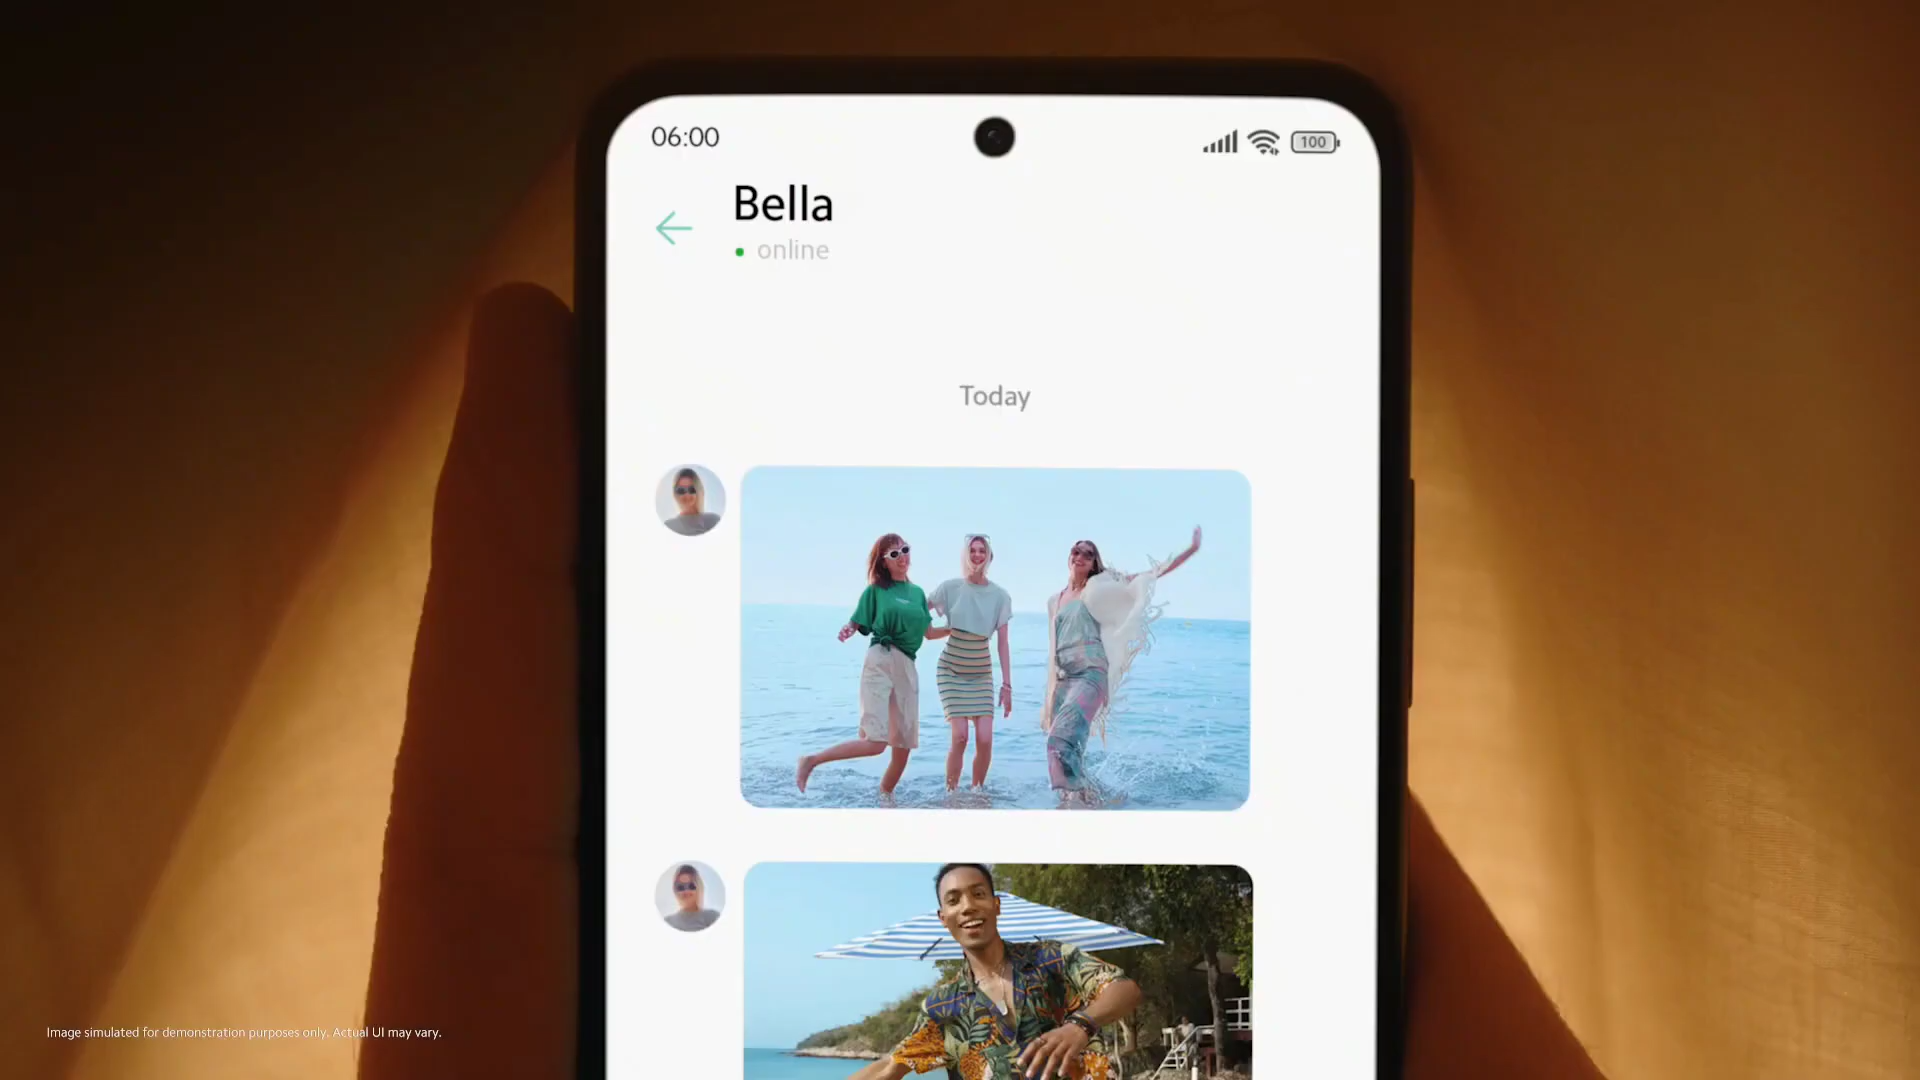 06:00
100
Bella
online
Today
Image simulated for demonstration purposes only. Actual UI may vary.